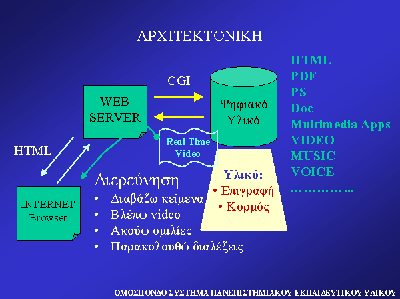 ΑΡΧΙΤΕΚΤΟΝΙΚΗ
HTML
PDF
PS
Doc
Multimedia Apps
VIDEO
MUSIC
VOICE
……………
CGI
WEB
SERVER
Ψηφιακό
Υλικό
Real Time
Video
HTML
INTERNET
Browser
Διερεύνηση
• Διαβάζω κείμενα
• Βλέπω video
• Ακούω ομιλίες
• Παρακολουθώ διαλέξεις
Υλικό:
• Επιγραφή
• Κορμός
ΟΜΟΣΠΟΝΔΟ ΣΥΣΤΗΜΑ ΠΑΝΕΠΙΣΤΗΜΙΑΚΟΥ ΕΚΠΑΙΔΕΥΤΙΚΟΥ ΥΛΙΚΟΥ